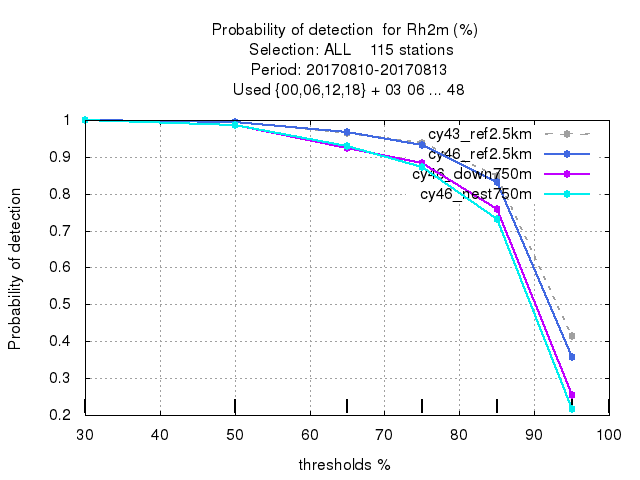 Probability of detection  for Rh2m (%)
Selection: ALL    115 stations
Period: 20170810-20170813
Used {00,06,12,18} + 03 06 ... 48
cy43_ref2.5km
cy46_ref2.5km
cy46_down750m
cy46_nest750m
1
0.9
0.8
0.7
0.6
0.5
0.4
0.3
0.2
Probability of detection
30 40 50 60 70 80 90 100
thresholds %